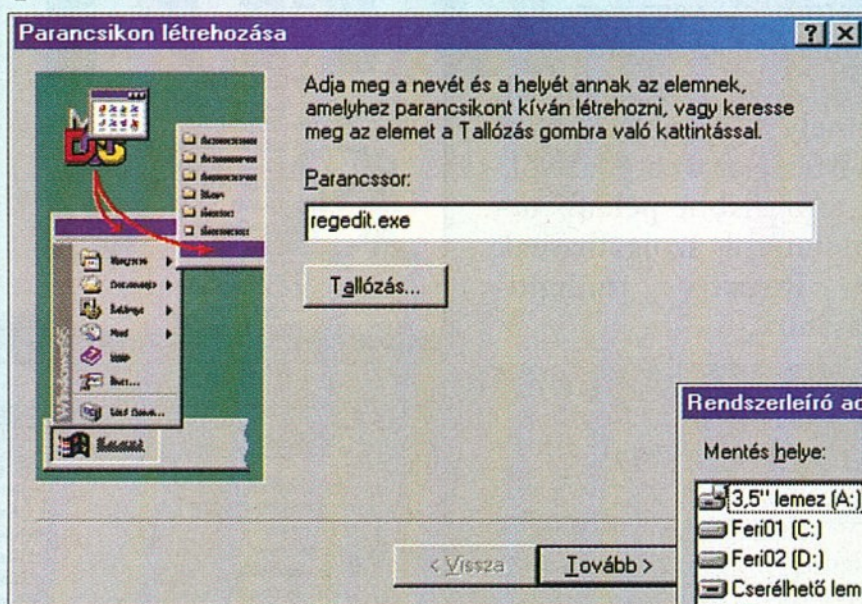 Parancsikon létrehozása
Adja meg a nevét és a helyét annak az elemnek,
amelyhez parancsikont kíván létrehozni, vagy keresse
meg az elemet a Tallózás gombra való kattintással.
Parancssor:
regedit.exe
Tallózás...
< Vissza
Tovább >
Rendszerleíró
Mentés helye:
3,5'' lemez (A:)
Feri01 (C:)
Feri02 (D:)
Cserélhető
Windows95